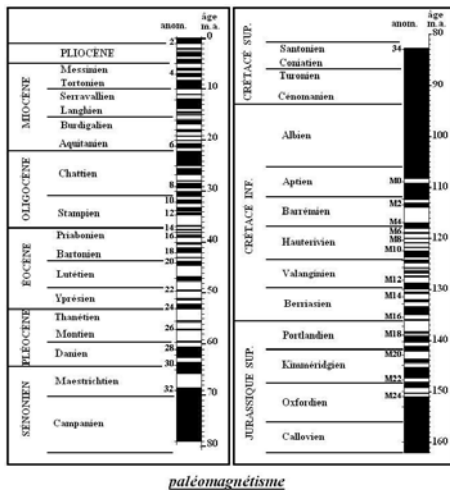 anom.
âge
m.a.
2
0
PLIOCÈNE
MIOCÈNE
Messinien
4
Tortonien
10
Serravallien
Langhien
Burdigalien
20
Aquitanien
6
OLIGOCÈNE
Chattien
8
30
10
Stampien
12
14
ÉOCÈNE
Priabonien
16
40
Bartonien
18
20
Lutétien
22
50
Yprésien
24
PLÉOCÈNE
Thanétien
Montien
26
60
Danien
28
30
SÉNONIEN
Maestrichtien
32
70
Campanien
80
anom.
âge
m.a.
80
CRÉTACÉ SUP.
Santonien
34
Coniatien
Turonien
90
Cénomanien
CRÉTACÉ INF.
Albien
100
Aptien
M0
110
M2
Barrémien
M4
M6
Hauterivien
M8
120
M10
Valanginien
M12
130
M14
Berriasien
M16
JURASSIQUE SUP.
Portlandien
M18
140
M20
Kimméridgien
M22
150
M24
Oxfordien
Callovien
160
paléomagnétisme